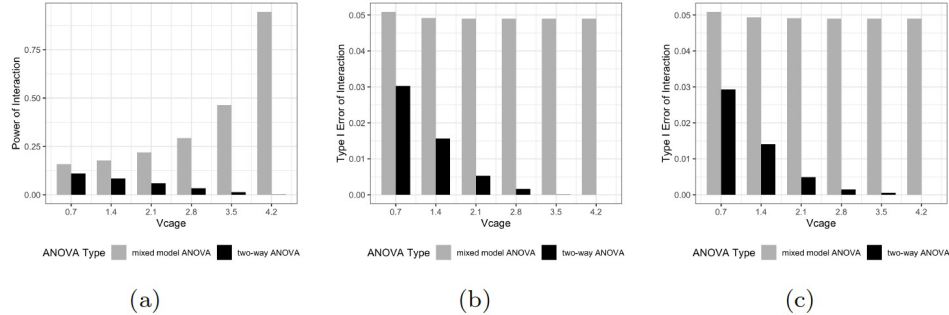 Power of Interaction
0.75
0.50
0.25
0.00
0.7 1.4 2.1 2.8 3.5 4.2
Vcage
ANOVA Type mixed model ANOVA two-way ANOVA
(a)
Type I Error of Interaction
0.05
0.04
0.03
0.02
0.01
0.00
0.7 1.4 2.1 2.8 3.5 4.2
Vcage
ANOVA Type mixed model ANOVA two-way ANOVA
(b)
Type I Error of Interaction
0.05
0.04
0.03
0.02
0.01
0.00
0.7 1.4 2.1 2.8 3.5 4.2
Vcage
ANOVA Type mixed model ANOVA two-way ANOVA
(c)